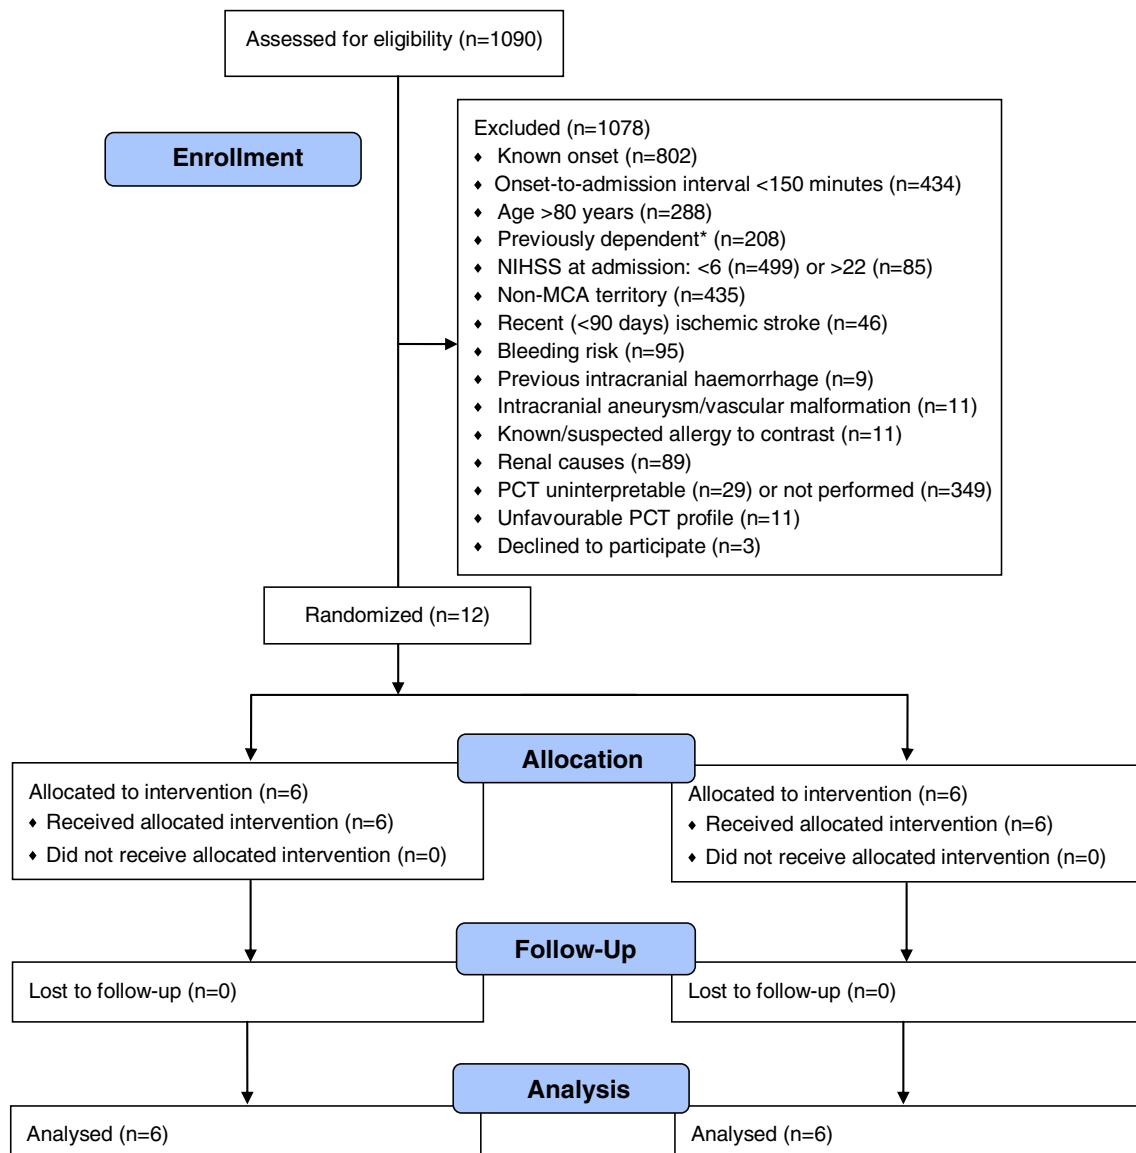 Assessed for eligibility (n=1090)
Enrollment
Excluded (n=1078)
♦ Known onset (n=802)
♦ Onset-to-admission interval <150 minutes (n=434)
♦ Age >80 years (n=288)
♦ Previously dependent* (n=208)
♦ NIHSS at admission: <6 (n=499) or >22 (n=85)
♦ Non-MCA territory (n=435)
♦ Recent (<90 days) ischemic stroke (n=46)
♦ Bleeding risk (n=95)
♦ Previous intracranial haemorrhage (n=9)
♦ Intracranial aneurysm/vascular malformation (n=11)
♦ Known/suspected allergy to contrast (n=11)
♦ Renal causes (n=89)
♦ PCT uninterpretable (n=29) or not performed (n=349)
♦ Unfavourable PCT profile (n=11)
♦ Declined to participate (n=3)
Randomized (n=12)
Allocation
Allocated to intervention (n=6)
♦ Received allocated intervention (n=6)
♦ Did not receive allocated intervention (n=0)
Allocated to intervention (n=6)
♦ Received allocated intervention (n=6)
♦ Did not receive allocated intervention (n=0)
Follow-Up
Lost to follow-up (n=0)
Lost to follow-up (n=0)
Analysis
Analysed (n=6)
Analysed (n=6)